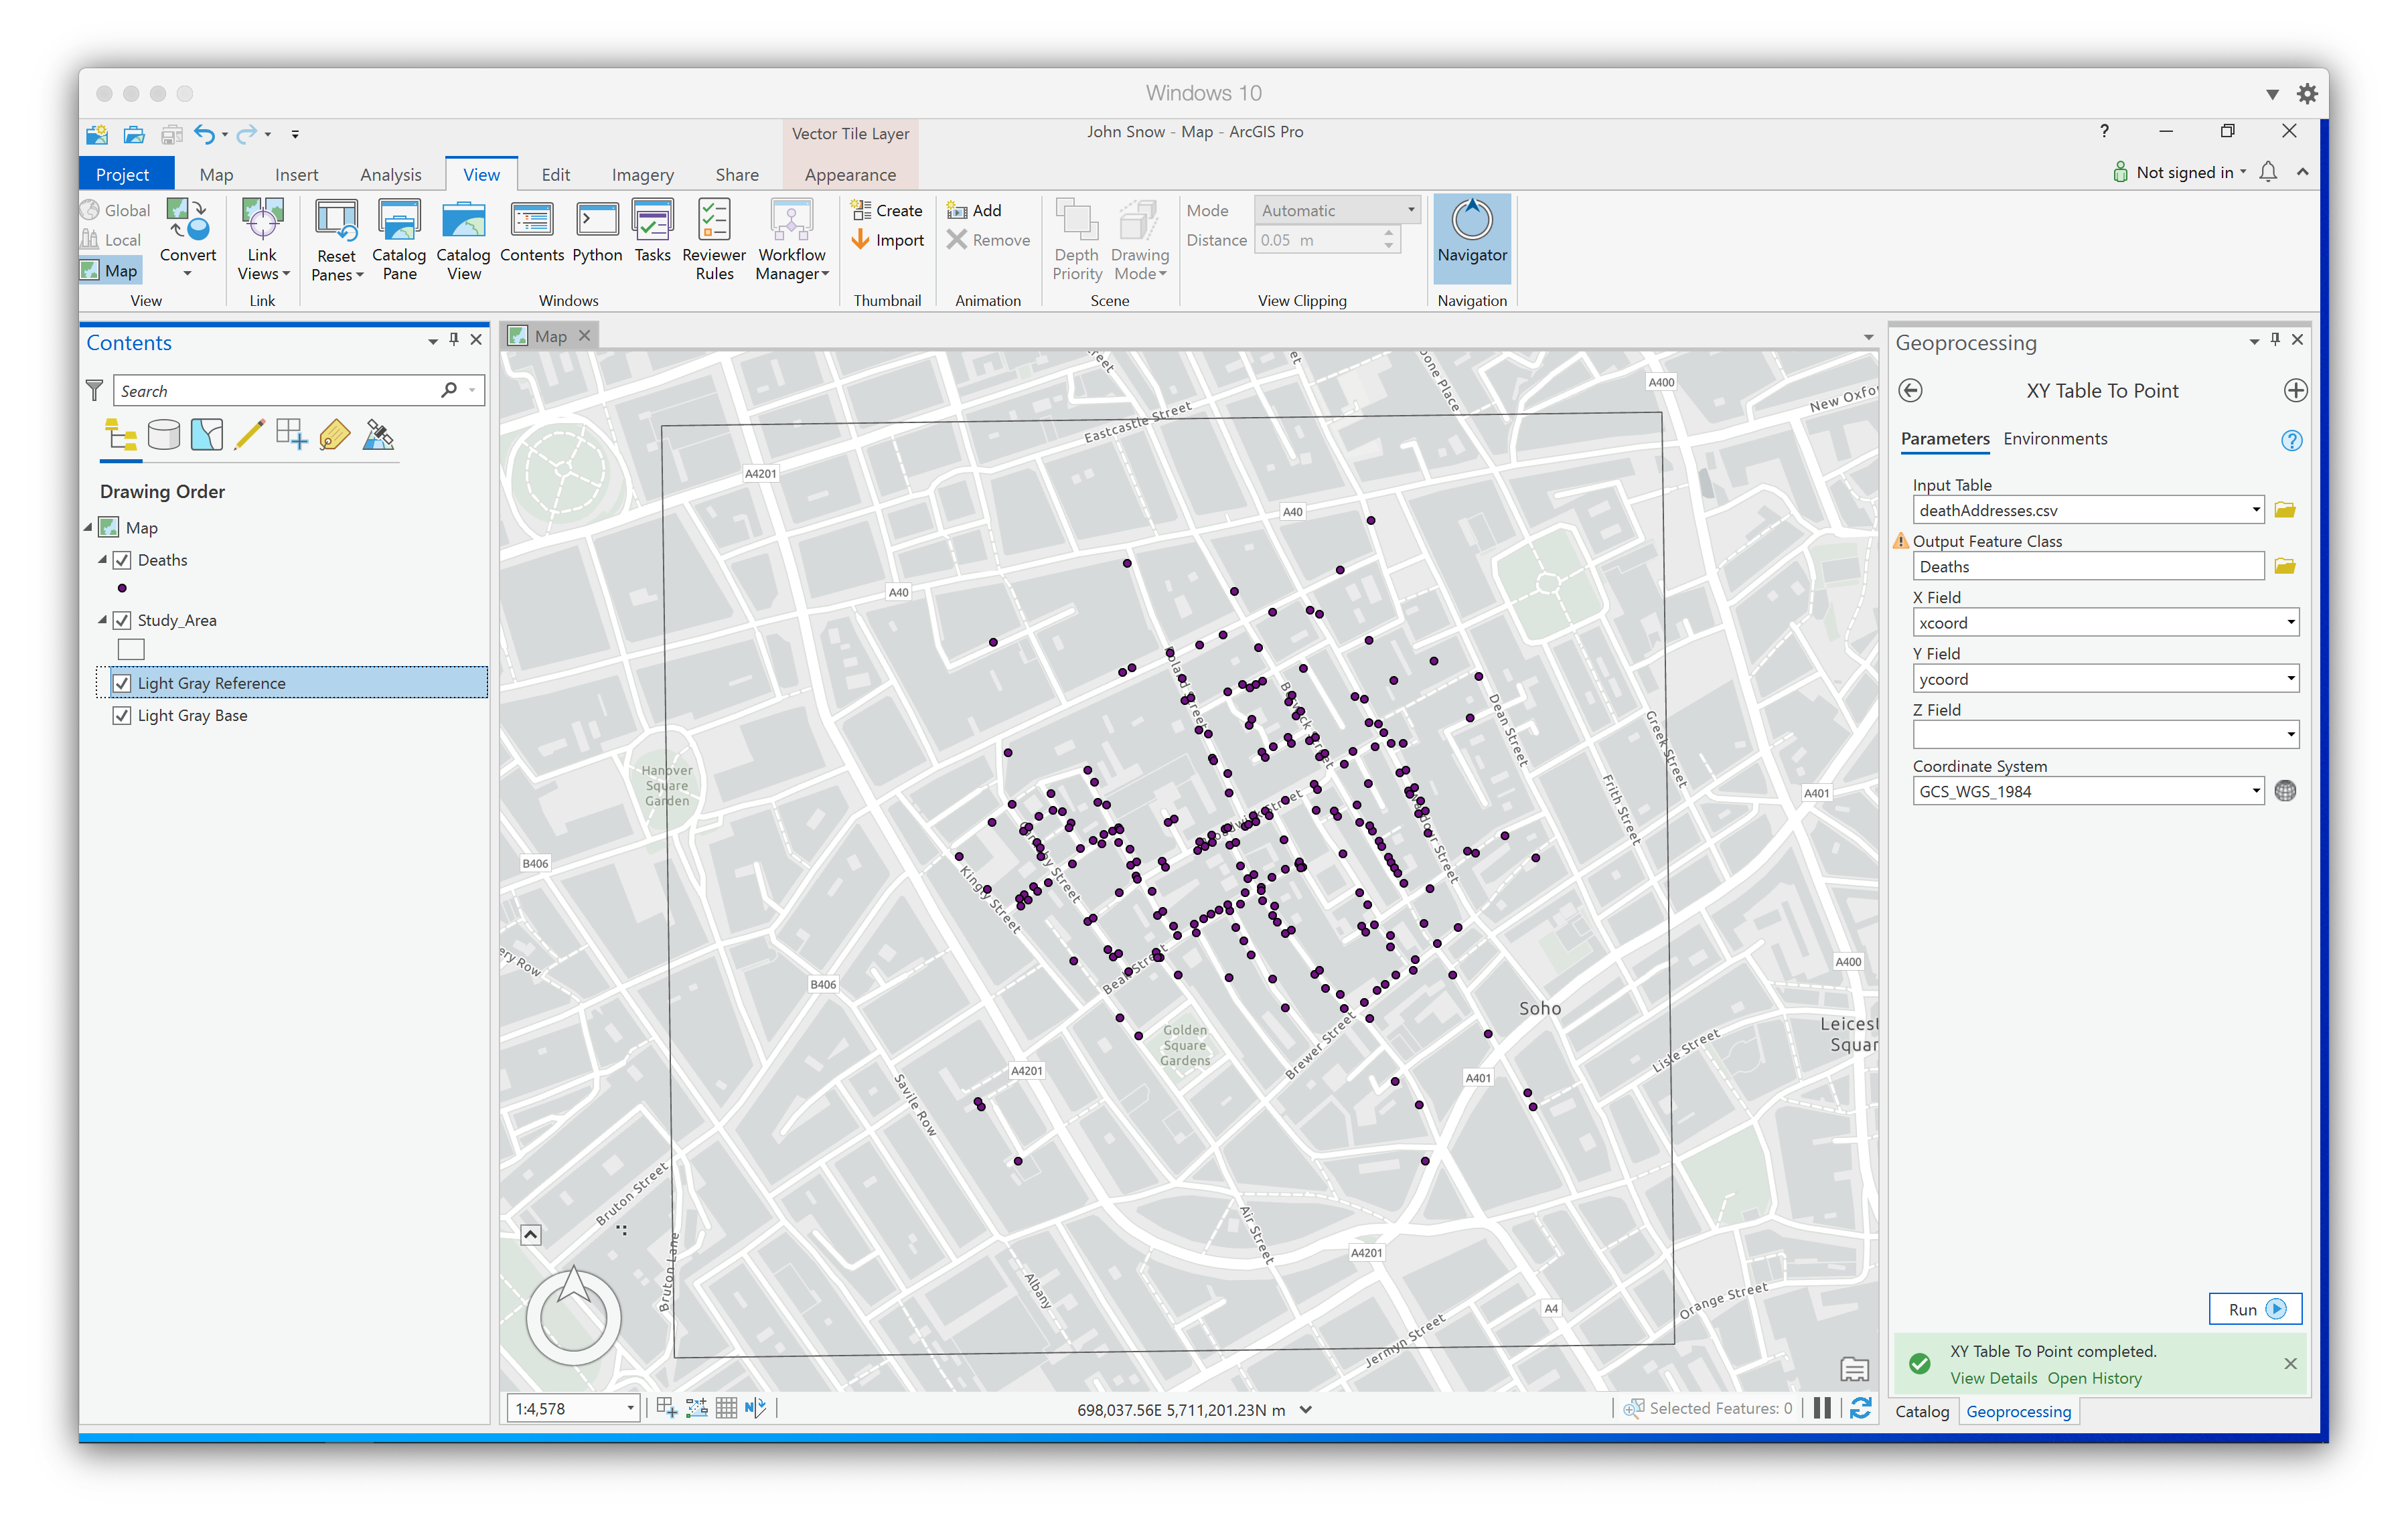 Windows 10
Vector Tile Layer
John Snow - Map - ArcGIS Pro
?
Project
Map
Insert
Analysis
View
Edit
Imagery
Share
Appearance
Not signed in
Global
Local
Map
Convert
View
Link
Views
Link
Reset
Panes
Catalog
Pane
Catalog
View
Contents
Python
Tasks
Reviewer
Rules
Workflow
Manager
Windows
Create
Import
Thumbnail
Add
Remove
Animation
Depth
Priority
Drawing
Mode
Scene
Mode
Automatic
Distance
0.05 m
View Clipping
Navigator
Navigation
Contents
Search
Drawing Order
Map
Deaths
Study_Area
Light Gray Reference
Light Gray Base
Map
A400
New Oxfo
Eastcastle Street
A4201
A40
A40
Dean Street
Greek Street
Frith Street
Hanover
Square
Garden
A401
B406
Kingly Street
A400
B406
Beak Street
Soho
Leicest
Squar
Golden
Square
Gardens
Brewer Street
Lisle Street
A4201
A401
Savile Row
Bruton Street
Air Street
A4201
Bruton Lane
Albany
Orange Street
A4
Jermyn Street
1:4,578
698,037.56E 5,711,201.23N m
Selected Features: 0
Geoprocessing
XY Table To Point
Parameters
Environments
Input Table
deathAddresses.csv
Output Feature Class
Deaths
X Field
xcoord
Y Field
ycoord
Z Field
Coordinate System
GCS_WGS_1984
Run
XY Table To Point completed.
View Details Open History
Catalog
Geoprocessing